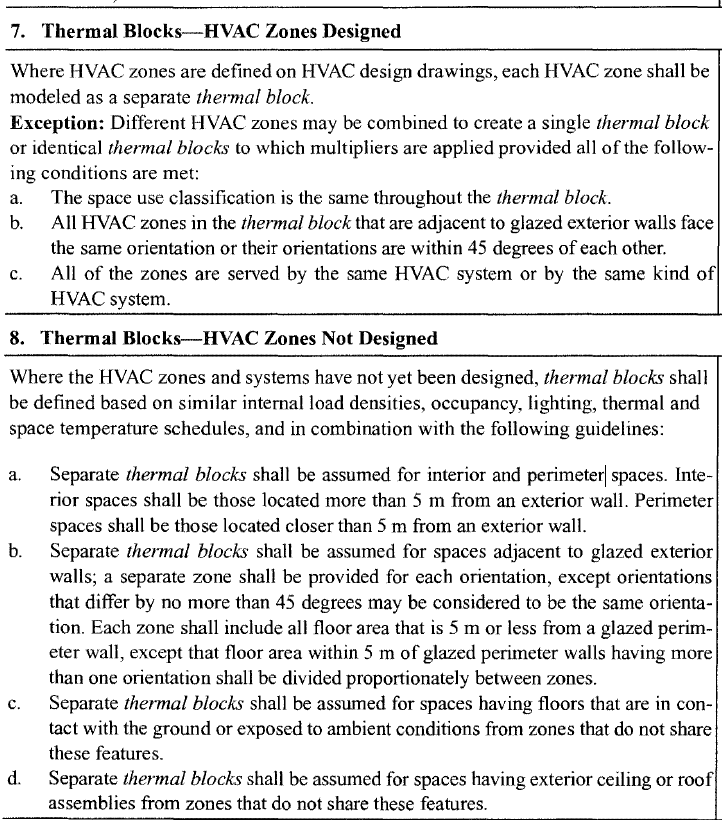 7. Thermal Blocks—HVAC Zones Designed
Where HVAC zones are defined on HVAC design drawings, each HVAC zone shall be
modeled as a separate thermal block.
Exception: Different HVAC zones may be combined to create a single thermal block
or identical thermal blocks to which multipliers are applied provided all of the follow-
ing conditions are met:
a. The space use classification is the same throughout the thermal block.
b. All HVAC zones in the thermal block that are adjacent to glazed exterior walls face
the same orientation or their orientations are within 45 degrees of each other.
c. All of the zones are served by the same HVAC system or by the same kind of
HVAC system.
8. Thermal Blocks—HVAC Zones Not Designed
Where the HVAC zones and systems have not yet been designed, thermal blocks shall
be defined based on similar internal load densities, occupancy, lighting, thermal and
space temperature schedules, and in combination with the following guidelines:
a. Separate thermal blocks shall be assumed for interior and perimeter spaces. Inte-
rior spaces shall be those located more than 5 m from an exterior wall. Perimeter
spaces shall be those located closer than 5 m from an exterior wall.
b. Separate thermal blocks shall be assumed for spaces adjacent to glazed exterior
walls; a separate zone shall be provided for each orientation, except orientations
that differ by no more than 45 degrees may be considered to be the same orienta-
tion. Each zone shall include all floor area that is 5 m or less from a glazed perim-
eter wall, except that floor area within 5 m of glazed perimeter walls having more
than one orientation shall be divided proportionately between zones.
c. Separate thermal blocks shall be assumed for spaces having floors that are in con-
tact with the ground or exposed to ambient conditions from zones that do not share
these features.
d. Separate thermal blocks shall be assumed for spaces having exterior ceiling or roof
assemblies from zones that do not share these features.